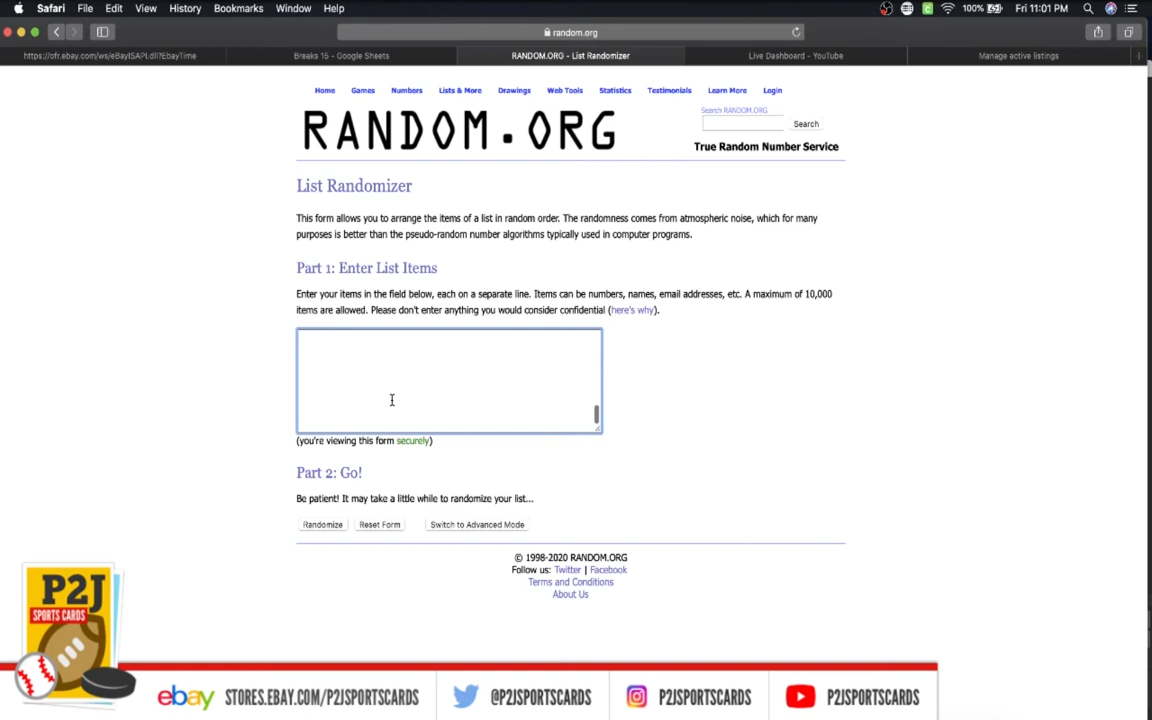 Safari File Edit View History Bookmarks Window Help 100% Fri 11:01 PM
random.org
https://ofr.ebay.com/ws/eBayISAPI.dll?EbayTime Breaks 15 - Google Sheets RANDOM.ORG - List Randomizer Live Dashboard - YouTube Manage active listings
Home Games Numbers Lists & More Drawings Web Tools Statistics Testimonials Learn More Login
Search RANDOM.ORG
RANDOM.ORG
Search
True Random Number Service
List Randomizer
This form allows you to arrange the items of a list in random order. The randomness comes from atmospheric noise, which for many
purposes is better than the pseudo-random number algorithms typically used in computer programs.
Part 1: Enter List Items
Enter your items in the field below, each on a separate line. Items can be numbers, names, email addresses, etc. A maximum of 10,000
items are allowed. Please don't enter anything you would consider confidential (here's why).
(you're viewing this form securely)
Part 2: Go!
Be patient! It may take a little while to randomize your list...
Randomize Reset Form Switch to Advanced Mode
© 1998-2020 RANDOM.ORG
Follow us: Twitter | Facebook
Terms and Conditions
About Us
P2J
SPORTS CARDS
ebay STORES.EBAY.COM/P2JSPORTSCARDS @P2JSPORTSCARDS P2JSPORTSCARDS P2JSPORTSCARDS